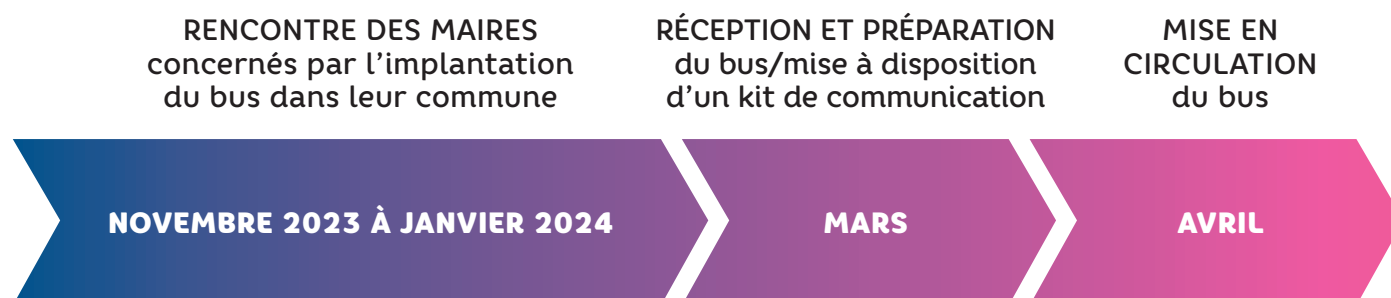 RENCONTRE DES MAIRES
concernés par l’implantation
du bus dans leur commune
RÉCEPTION ET PRÉPARATION
du bus/mise à disposition
d’un kit de communication
MISE EN
CIRCULATION
du bus
NOVEMBRE 2023 À JANVIER 2024
MARS
AVRIL